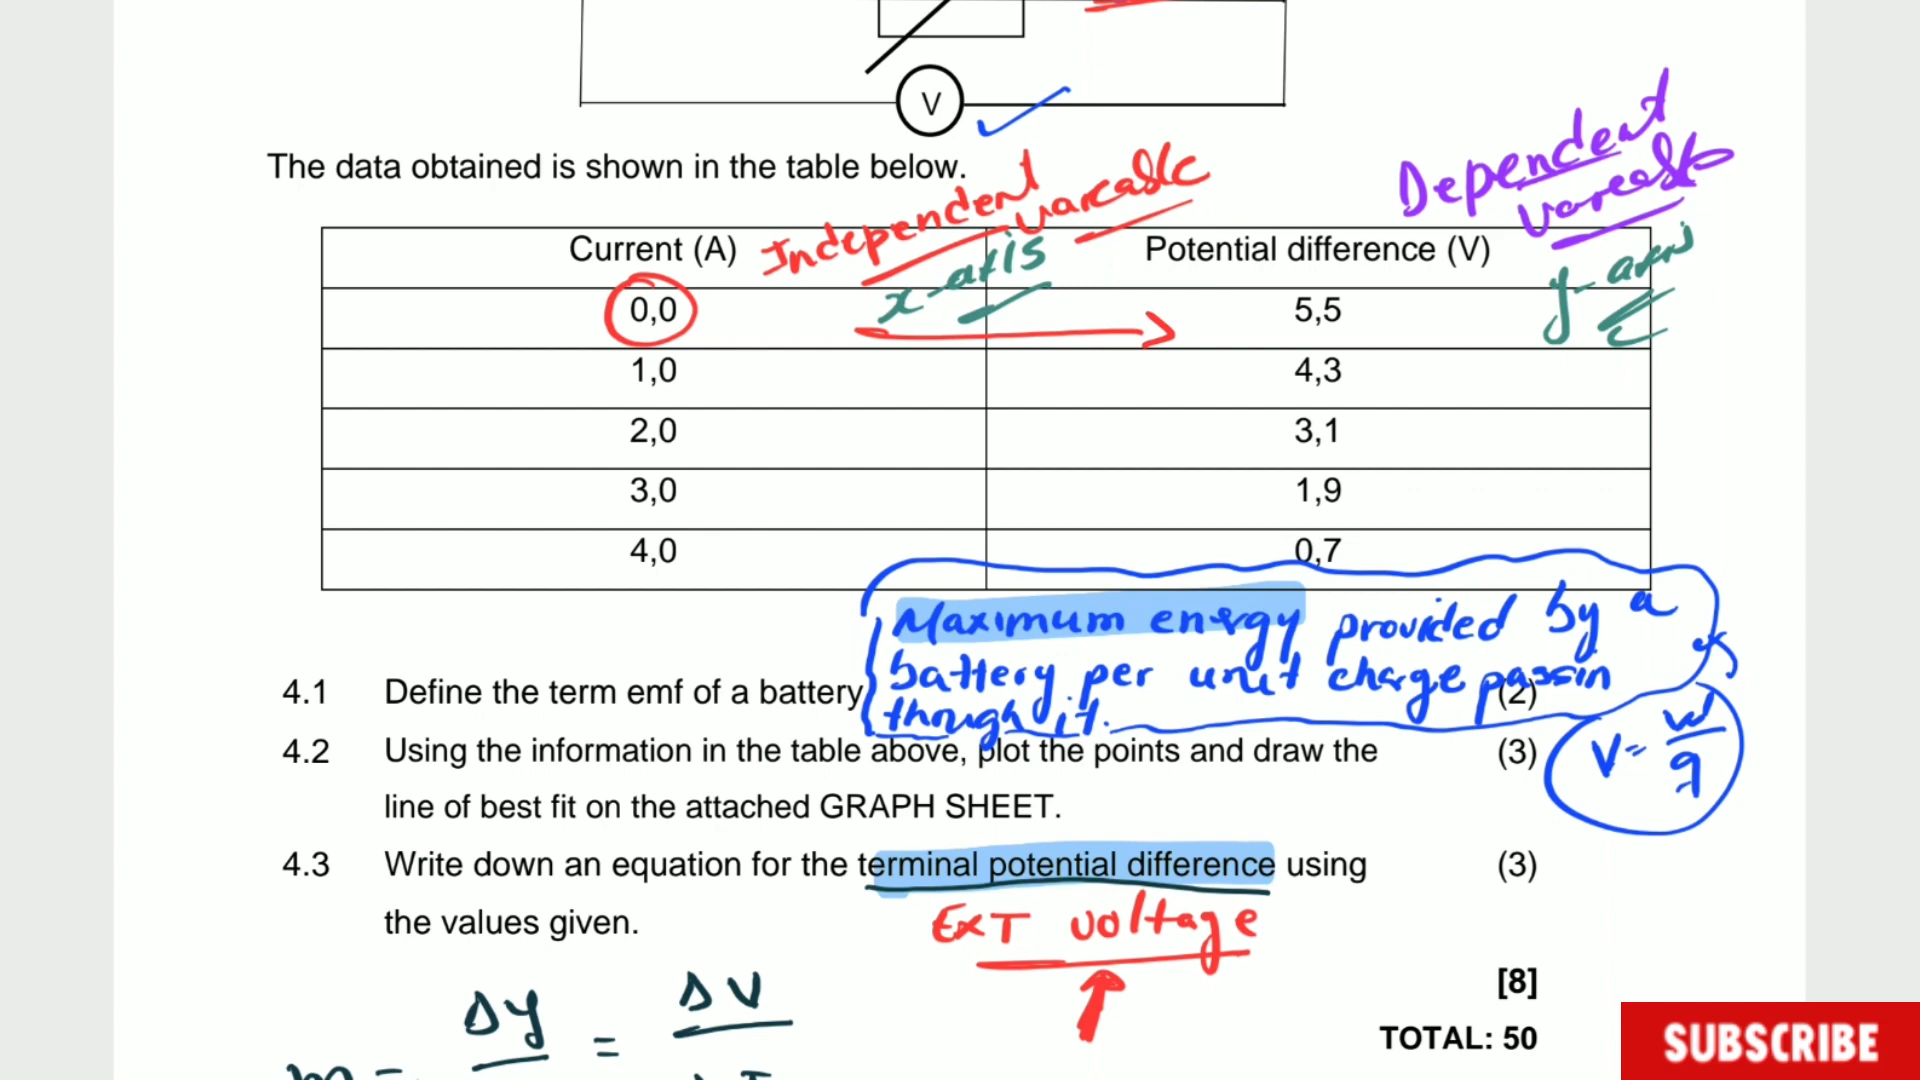 V
The data obtained is shown in the table below.
Independent variable
Dependent
x-axis
y-axis
Current (A) Potential difference (V)
0,0 5,5
1,0 4,3
2,0 3,1
3,0 1,9
4,0 0,7
Maximum energy provided by a
battery per unit charge passin
though it.
4.1 Define the term emf of a battery (2)
4.2 Using the information in the table above, plot the points and draw the (3)
line of best fit on the attached GRAPH SHEET.
V = W/q
4.3 Write down an equation for the terminal potential difference using (3)
the values given.
EXT voltage
[8]
Δy = ΔV
TOTAL: 50
SUBSCRIBE